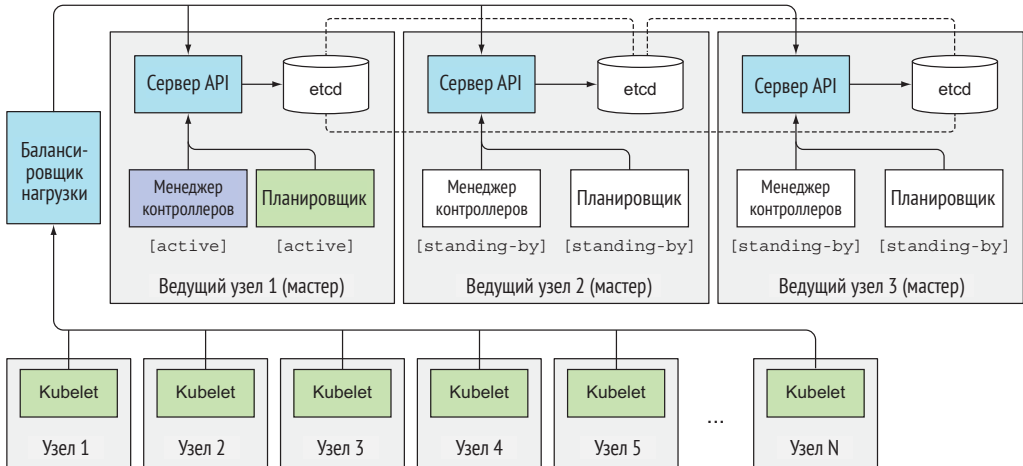 Сервер API
etcd
Сервер API
etcd
Сервер API
etcd
Баланси-
ровщик
нагрузки
Менеджер
контроллеров
Планировщик
Менеджер
контроллеров
Планировщик
Менеджер
контроллеров
Планировщик
[active]
[active]
[standing-by]
[standing-by]
[standing-by]
[standing-by]
Ведущий узел 1 (мастер)
Ведущий узел 2 (мастер)
Ведущий узел 3 (мастер)
Kubelet
Kubelet
Kubelet
Kubelet
Kubelet
Kubelet
...
Узел 1
Узел 2
Узел 3
Узел 4
Узел 5
Узел N